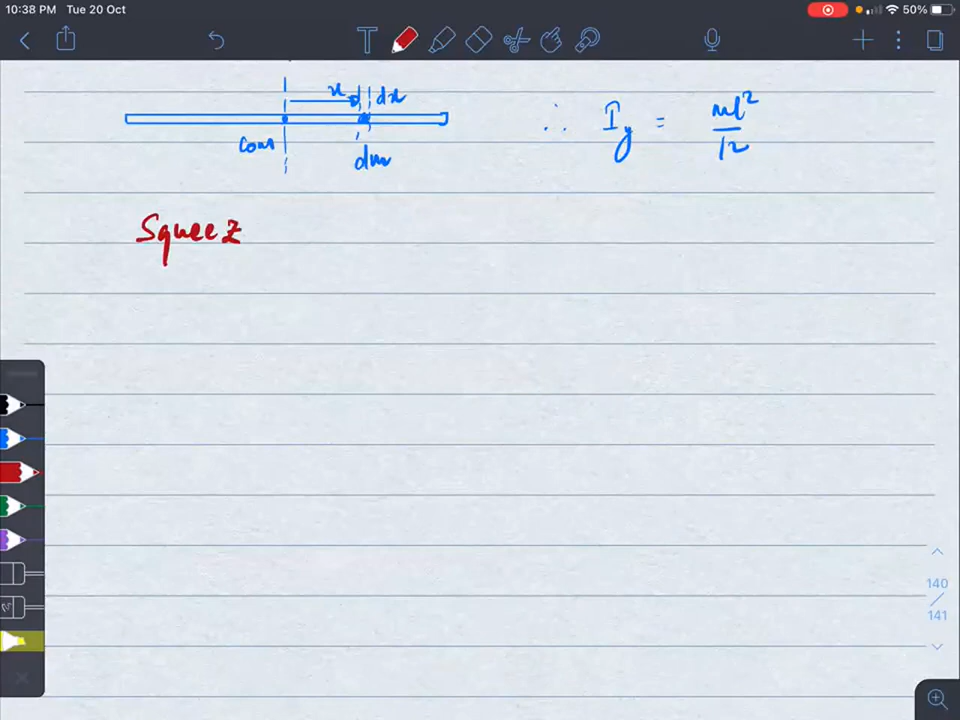 10:38 PM Tue 20 Oct 50%
T
x dx
com
dm
∴ Iy = ml²/12
Squeez
140
/
141